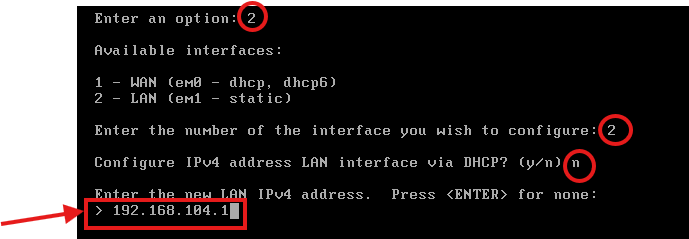 Enter an option: 2
Available interfaces:
1 - WAN (em0 - dhcp, dhcp6)
2 - LAN (em1 - static)
Enter the number of the interface you wish to configure: 2
Configure IPv4 address LAN interface via DHCP? (y/n) n
Enter the new LAN IPv4 address.  Press <ENTER> for none:
> 192.168.104.1